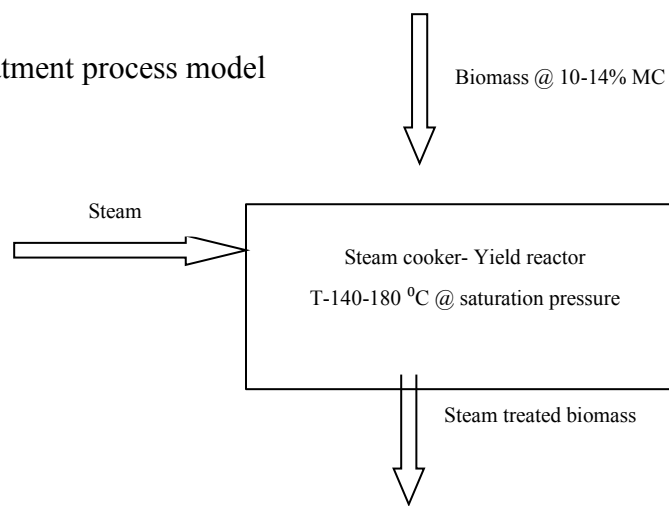 atment process model
Biomass @ 10-14% MC
Steam
Steam cooker- Yield reactor
T-140-180 ⁰C @ saturation pressure
Steam treated biomass